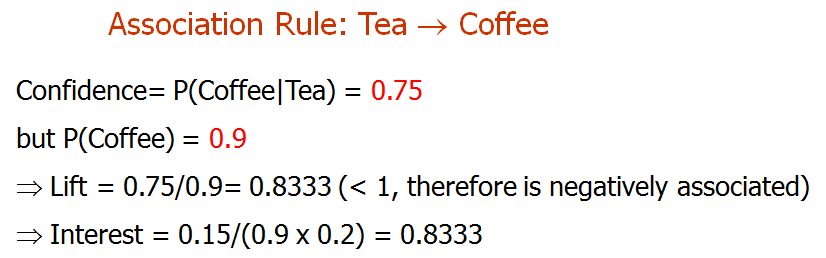 Association Rule: Tea → Coffee
Confidence= P(Coffee|Tea) = 0.75
but P(Coffee) = 0.9
⇒ Lift = 0.75/0.9= 0.8333 (< 1, therefore is negatively associated)
⇒ Interest = 0.15/(0.9 x 0.2) = 0.8333